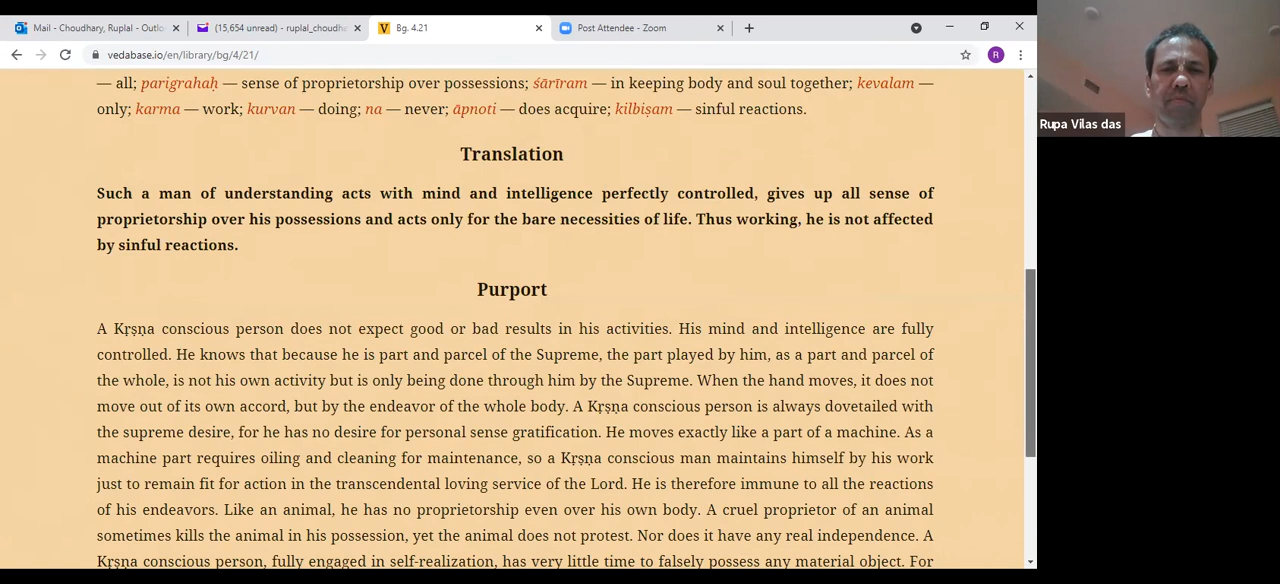 Mail - Choudhary, Ruplal - Outlo
(15,654 unread) - ruplal_choudha
Bg. 4.21
Post Attendee - Zoom
vedabase.io/en/library/bg/4/21/
R
Rupa Vilas das
— all; parigrahaḥ — sense of proprietorship over possessions; śārīram — in keeping body and soul together; kevalam —
only; karma — work; kurvan — doing; na — never; āpnoti — does acquire; kilbiṣam — sinful reactions.
Translation
Such a man of understanding acts with mind and intelligence perfectly controlled, gives up all sense of
proprietorship over his possessions and acts only for the bare necessities of life. Thus working, he is not affected
by sinful reactions.
Purport
A Kṛṣṇa conscious person does not expect good or bad results in his activities. His mind and intelligence are fully
controlled. He knows that because he is part and parcel of the Supreme, the part played by him, as a part and parcel of
the whole, is not his own activity but is only being done through him by the Supreme. When the hand moves, it does not
move out of its own accord, but by the endeavor of the whole body. A Kṛṣṇa conscious person is always dovetailed with
the supreme desire, for he has no desire for personal sense gratification. He moves exactly like a part of a machine. As a
machine part requires oiling and cleaning for maintenance, so a Kṛṣṇa conscious man maintains himself by his work
just to remain fit for action in the transcendental loving service of the Lord. He is therefore immune to all the reactions
of his endeavors. Like an animal, he has no proprietorship even over his own body. A cruel proprietor of an animal
sometimes kills the animal in his possession, yet the animal does not protest. Nor does it have any real independence. A
Kṛṣṇa conscious person, fully engaged in self-realization, has very little time to falsely possess any material object. For